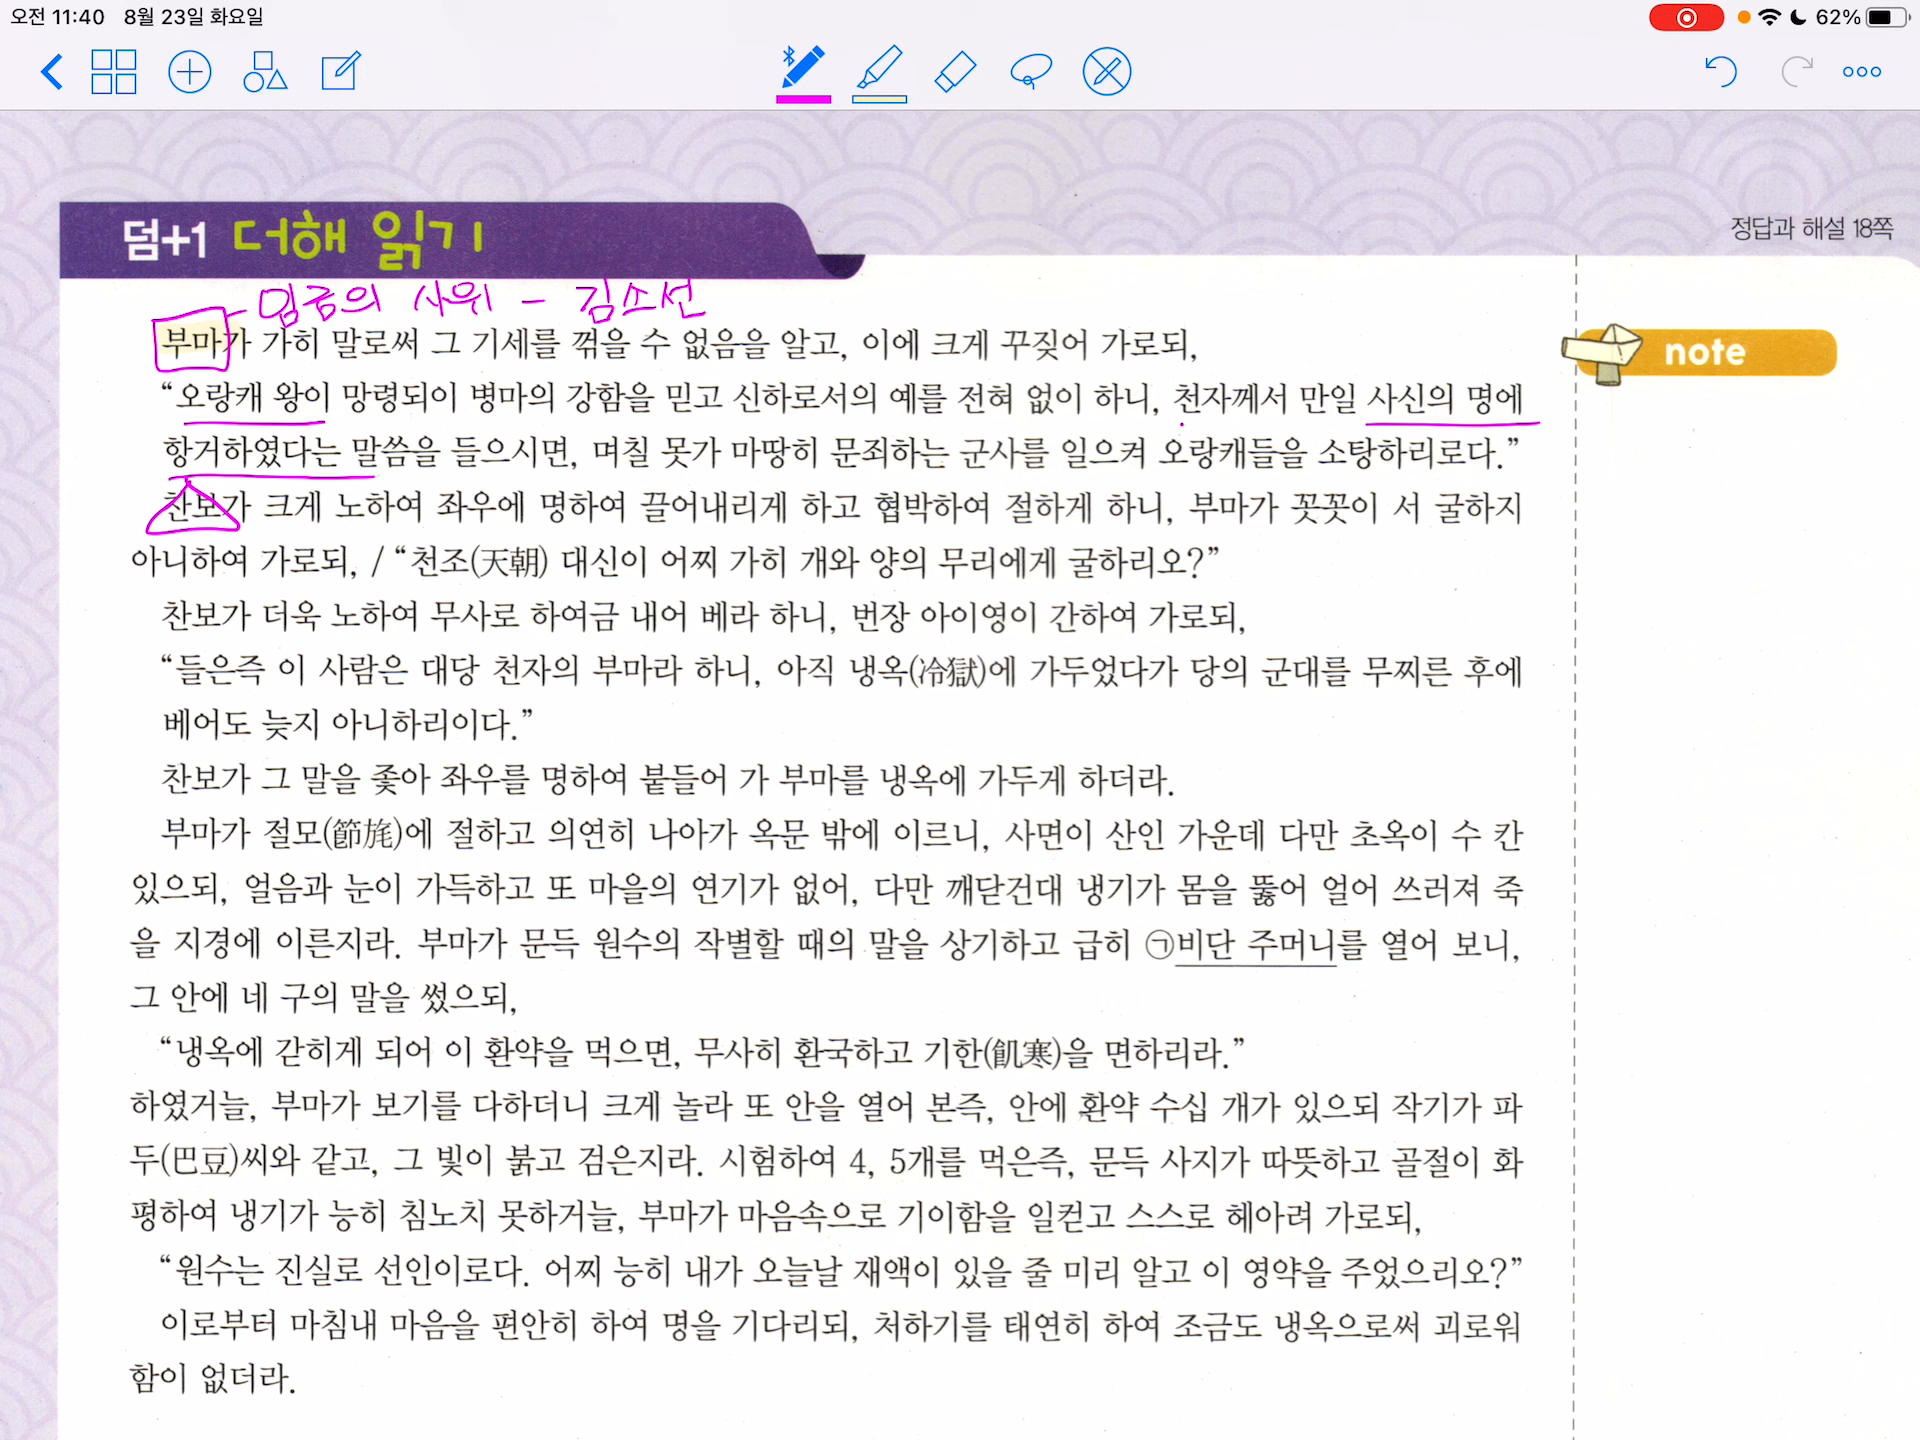 오전 11:40 8월 23일 화요일
62%
덤+1 더해 읽기
정답과 해설 18쪽
임금의 사위 - 김소선
부마가 가히 말로써 그 기세를 꺾을 수 없음을 알고, 이에 크게 꾸짖어 가로되,
note
“오랑캐 왕이 망령되이 병마의 강함을 믿고 신하로서의 예를 전혀 없이 하니, 천자께서 만일 사신의 명에
항거하였다는 말씀을 들으시면, 며칠 못가 마땅히 문죄하는 군사를 일으켜 오랑캐들을 소탕하리로다.”
찬보가 크게 노하여 좌우에 명하여 끌어내리게 하고 협박하여 절하게 하니, 부마가 꼿꼿이 서 굴하지
아니하여 가로되, / “천조(天朝) 대신이 어찌 가히 개와 양의 무리에게 굴하리오?”
찬보가 더욱 노하여 무사로 하여금 내어 베라 하니, 번장 아이영이 간하여 가로되,
“들은즉 이 사람은 대당 천자의 부마라 하니, 아직 냉옥(冷獄)에 가두었다가 당의 군대를 무찌른 후에
베어도 늦지 아니하리이다.”
찬보가 그 말을 좇아 좌우를 명하여 붙들어 가 부마를 냉옥에 가두게 하더라.
부마가 절모(節旄)에 절하고 의연히 나아가 옥문 밖에 이르니, 사면이 산인 가운데 다만 초옥이 수 칸
있으되, 얼음과 눈이 가득하고 또 마을의 연기가 없어, 다만 깨닫건대 냉기가 몸을 뚫어 얼어 쓰러져 죽
을 지경에 이른지라. 부마가 문득 원수의 작별할 때의 말을 상기하고 급히 ㉠비단 주머니를 열어 보니,
그 안에 네 구의 말을 썼으되,
“냉옥에 갇히게 되어 이 환약을 먹으면, 무사히 환국하고 기한(飢寒)을 면하리라.”
하였거늘, 부마가 보기를 다하더니 크게 놀라 또 안을 열어 본즉, 안에 환약 수십 개가 있으되 작기가 파
두(巴豆)씨와 같고, 그 빛이 붉고 검은지라. 시험하여 4, 5개를 먹은즉, 문득 사지가 따뜻하고 골절이 화
평하여 냉기가 능히 침노치 못하거늘, 부마가 마음속으로 기이함을 일컫고 스스로 헤아려 가로되,
“원수는 진실로 선인이로다. 어찌 능히 내가 오늘날 재액이 있을 줄 미리 알고 이 영약을 주었으리오?”
이로부터 마침내 마음을 편안히 하여 명을 기다리되, 처하기를 태연히 하여 조금도 냉옥으로써 괴로워
함이 없더라.